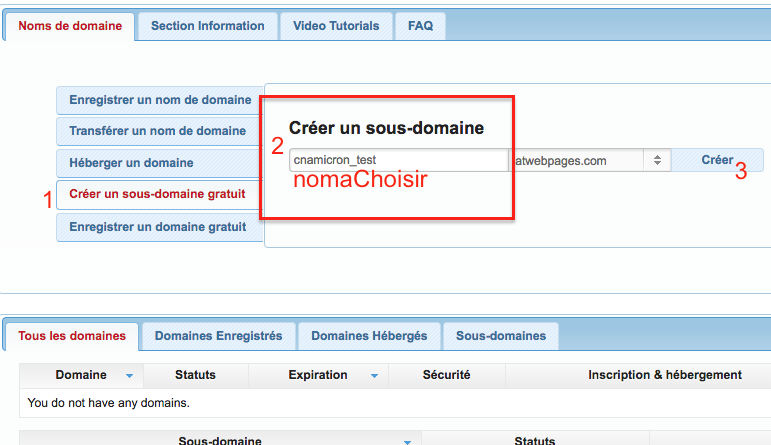 Noms de domaine Section Information Video Tutorials FAQ
Enregistrer un nom de domaine
Transférer un nom de domaine
Héberger un domaine
1 Créer un sous-domaine gratuit
Enregistrer un domaine gratuit
Créer un sous-domaine
2 cnamicron_test atwebpages.com Créer 3
nomaChoisir
Tous les domaines Domaines Enregistrés Domaines Hébergés Sous-domaines
Domaine Statuts Expiration Sécurité Inscription & hébergement
You do not have any domains.
Sous-domaine Statuts